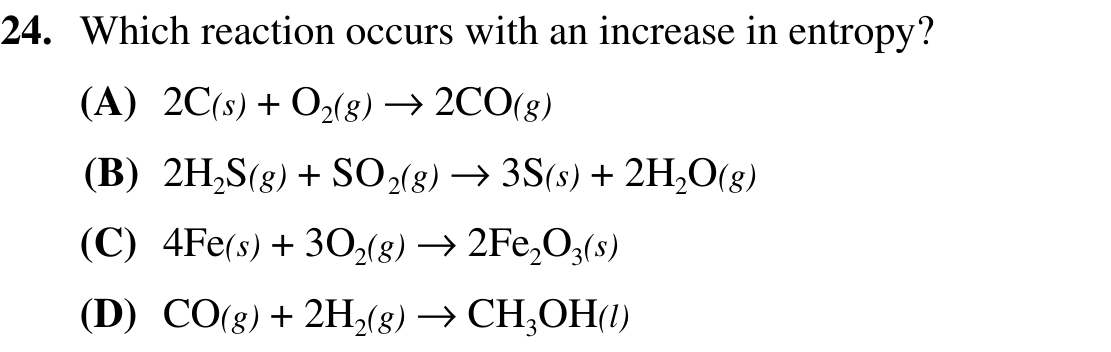 24. Which reaction occurs with an increase in entropy?
(A) 2C(s) + O₂(g) → 2CO(g)
(B) 2H₂S(g) + SO₂(g) → 3S(s) + 2H₂O(g)
(C) 4Fe(s) + 3O₂(g) → 2Fe₂O₃(s)
(D) CO(g) + 2H₂(g) → CH₃OH(l)